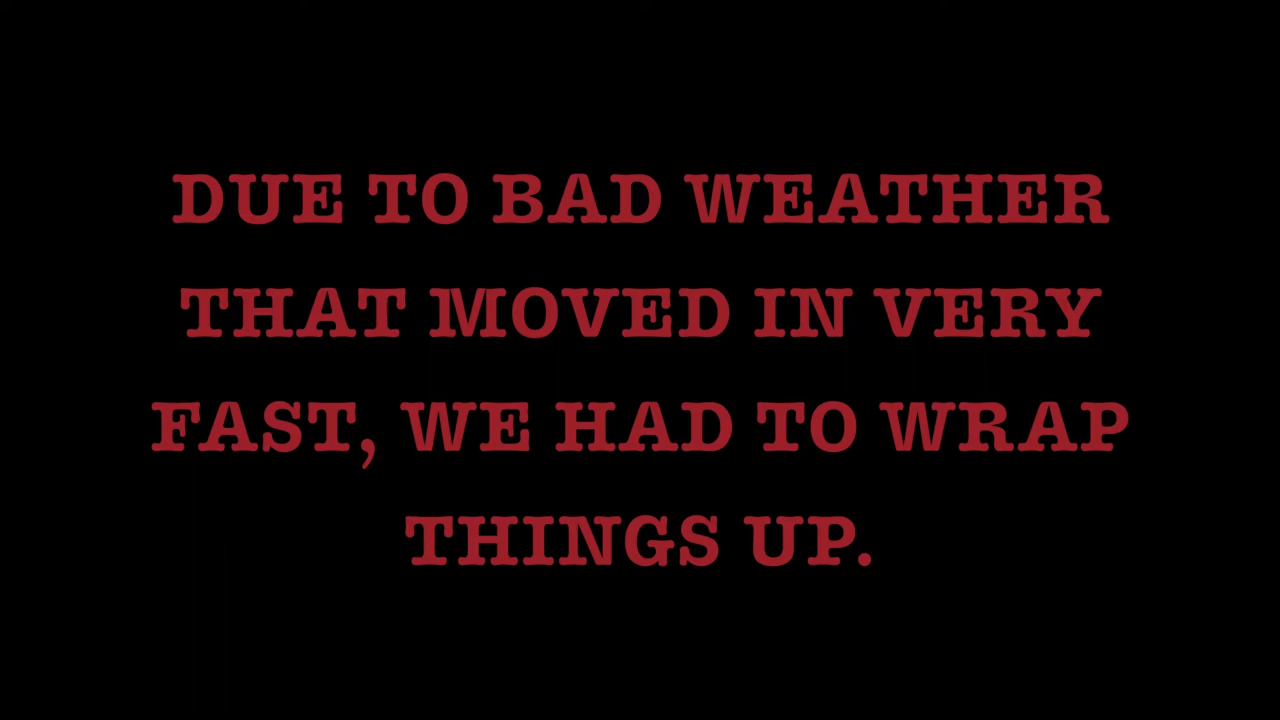 DUE TO BAD WEATHER
THAT MOVED IN VERY
FAST, WE HAD TO WRAP
THINGS UP.